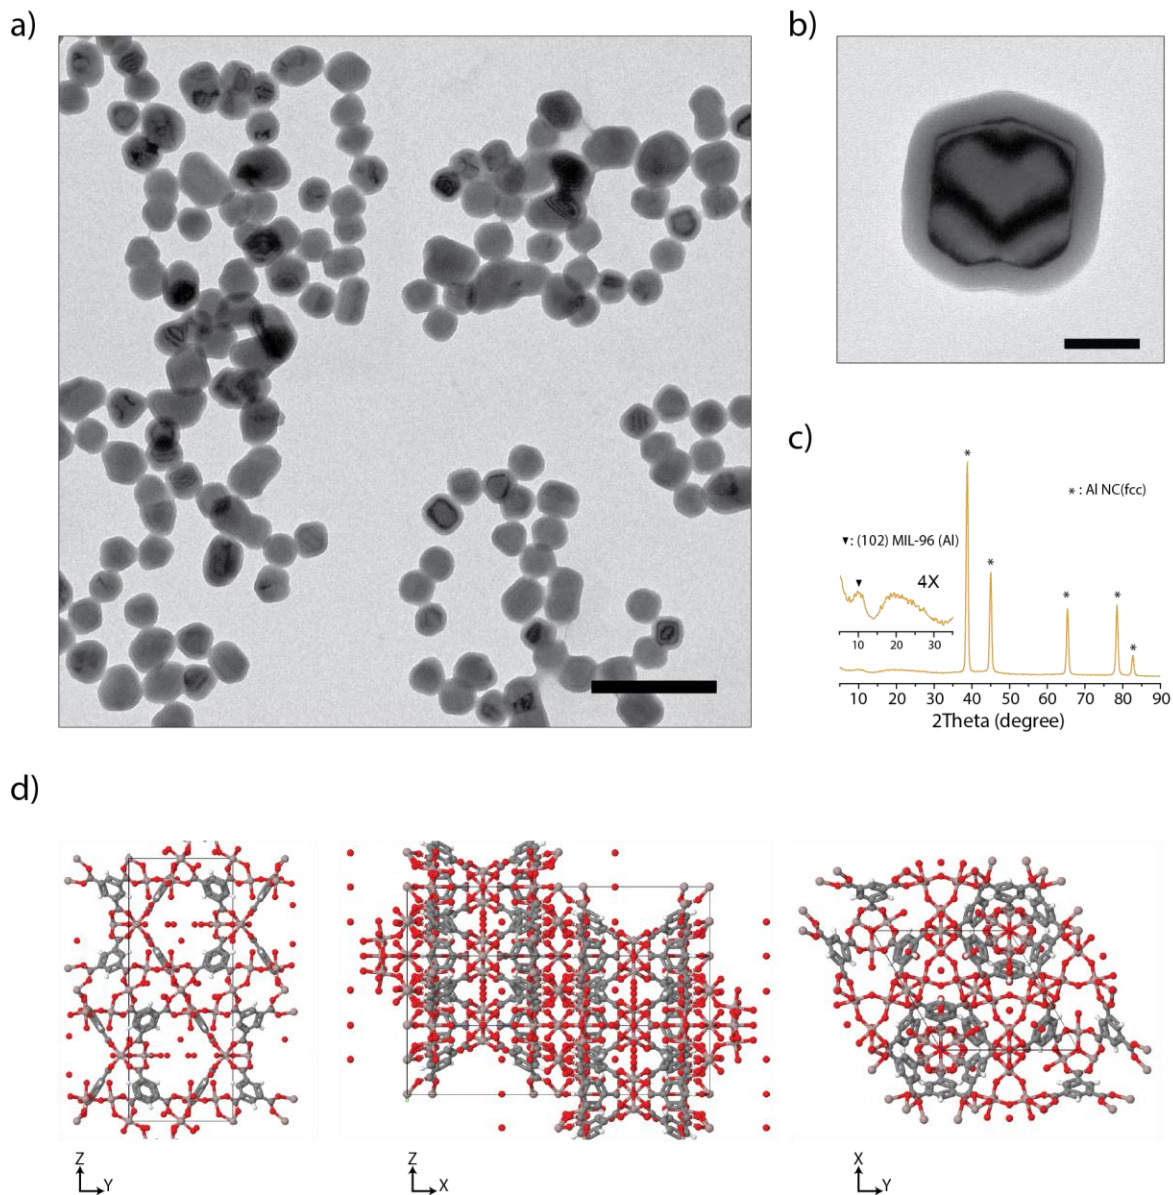 a)
b)
c)
*
* : Al NC(fcc)
▼: (102) MIL-96 (Al)
*
4X
*
*
*
10 20 30
10 20 30 40 50 60 70 80 90
2Theta (degree)
d)
Z
Y
Z
X
X
Y